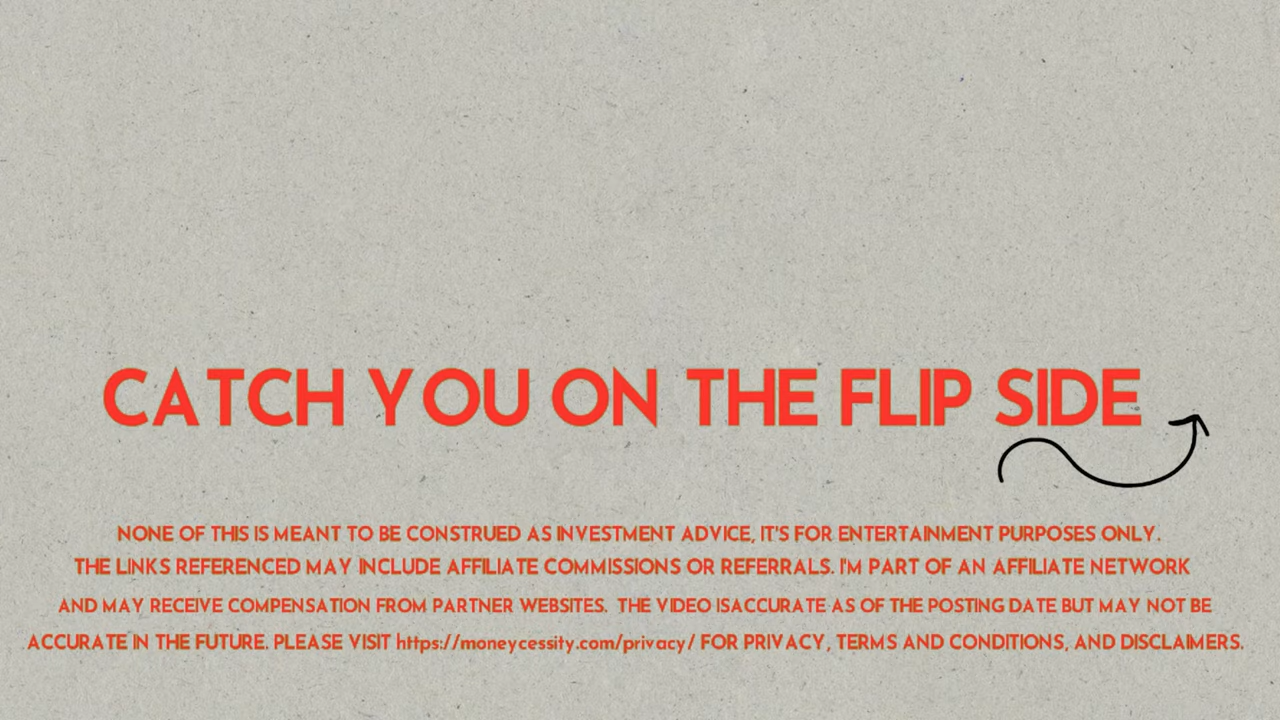 CATCH YOU ON THE FLIP SIDE
NONE OF THIS IS MEANT TO BE CONSTRUED AS INVESTMENT ADVICE, IT'S FOR ENTERTAINMENT PURPOSES ONLY.
THE LINKS REFERENCED MAY INCLUDE AFFILIATE COMMISSIONS OR REFERRALS. I'M PART OF AN AFFILIATE NETWORK
AND MAY RECEIVE COMPENSATION FROM PARTNER WEBSITES. THE VIDEO ISACCURATE AS OF THE POSTING DATE BUT MAY NOT BE
ACCURATE IN THE FUTURE. PLEASE VISIT https://moneycessity.com/privacy/ FOR PRIVACY, TERMS AND CONDITIONS, AND DISCLAIMERS.